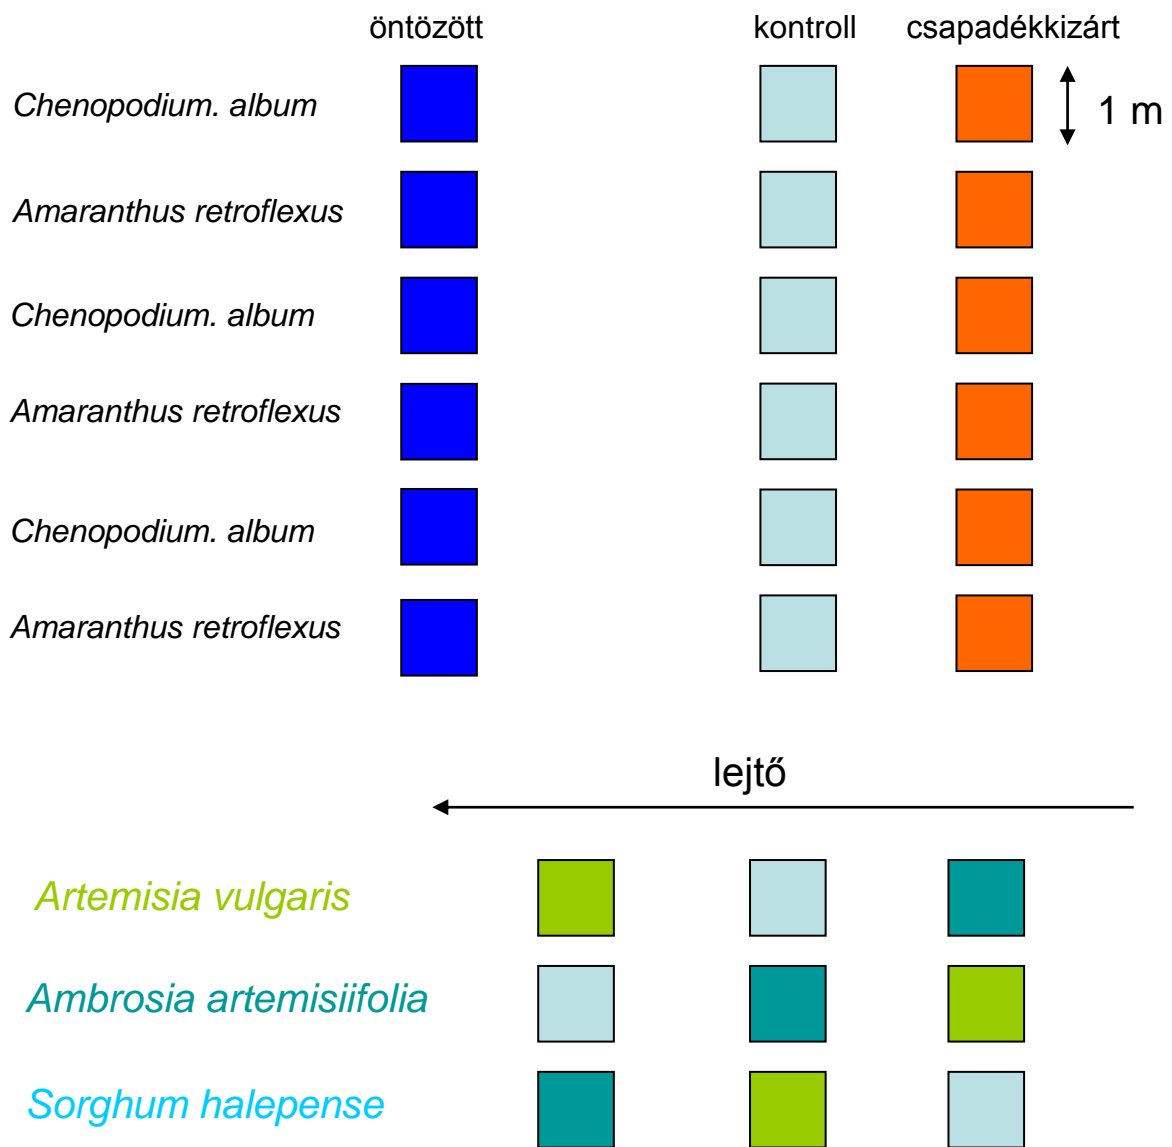 öntözött kontroll csapadékkizárt
Chenopodium. album
1 m
Amaranthus retroflexus
Chenopodium. album
Amaranthus retroflexus
Chenopodium. album
Amaranthus retroflexus
lejtő
Artemisia vulgaris
Ambrosia artemisiifolia
Sorghum halepense